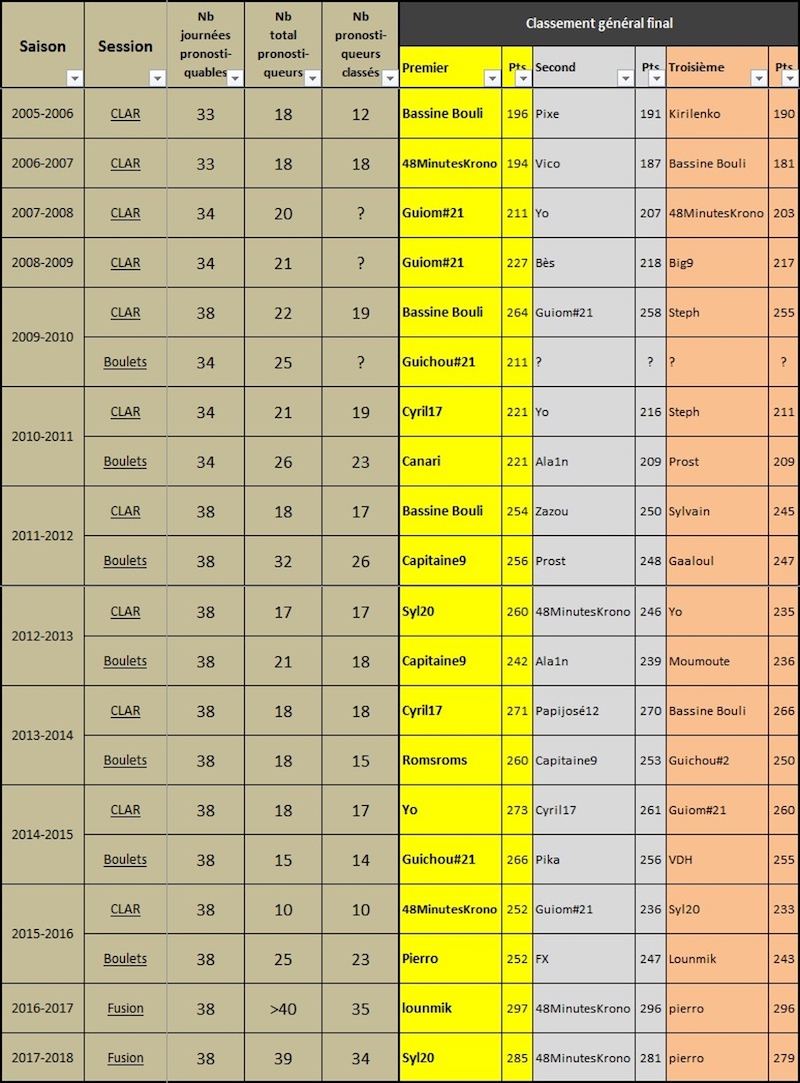 Classement général final
Saison Session Nb journées pronosti-quables Nb total pronosti-queurs Nb pronosti-queurs classés Premier Pts Second Pts Troisième Pts
2005-2006 CLAR 33 18 12 Bassine Bouli 196 Pixe 191 Kirilenko 190
2006-2007 CLAR 33 18 18 48MinutesKrono 194 Vico 187 Bassine Bouli 181
2007-2008 CLAR 34 20 ? Guiom#21 211 Yo 207 48MinutesKrono 203
2008-2009 CLAR 34 21 ? Guiom#21 227 Bès 218 Big9 217
2009-2010 CLAR 38 22 19 Bassine Bouli 264 Guiom#21 258 Steph 255
Boulets 34 25 ? Guichou#21 211 ? ? ? ?
2010-2011 CLAR 34 21 19 Cyril17 221 Yo 216 Steph 211
Boulets 34 26 23 Canari 221 Ala1n 209 Prost 209
2011-2012 CLAR 38 18 17 Bassine Bouli 254 Zazou 250 Sylvain 245
Boulets 38 32 26 Capitaine9 256 Prost 248 Gaaloul 247
2012-2013 CLAR 38 17 17 Syl20 260 48MinutesKrono 246 Yo 235
Boulets 38 21 18 Capitaine9 242 Ala1n 239 Moumoute 236
2013-2014 CLAR 38 18 18 Cyril17 271 Papijosé12 270 Bassine Bouli 266
Boulets 38 18 15 Romsroms 260 Capitaine9 253 Guichou#2 250
2014-2015 CLAR 38 18 17 Yo 273 Cyril17 261 Guiom#21 260
Boulets 38 15 14 Guichou#21 266 Pika 256 VDH 255
2015-2016 CLAR 38 10 10 48MinutesKrono 252 Guiom#21 236 Syl20 233
Boulets 38 25 23 Pierro 252 FX 247 Lounmik 243
2016-2017 Fusion 38 >40 35 lounmik 297 48MinutesKrono 296 pierro 296
2017-2018 Fusion 38 39 34 Syl20 285 48MinutesKrono 281 pierro 279